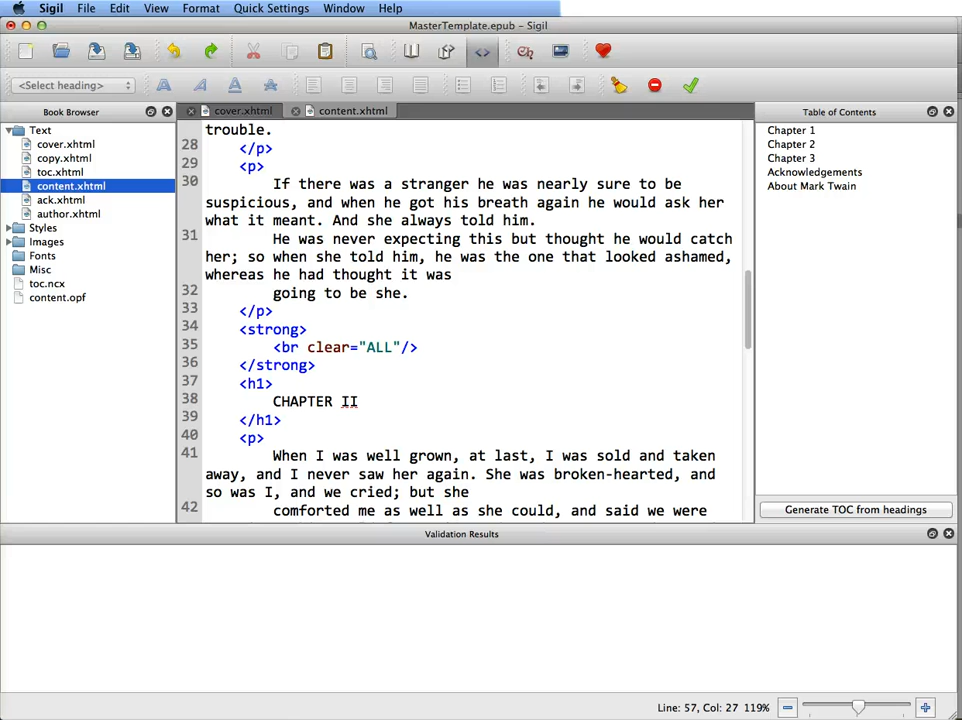 Sigil File Edit View Format Quick Settings Window Help
MasterTemplate.epub - Sigil
<Select heading> A A A A
Book Browser
cover.xhtml content.xhtml
Table of Contents
Text
cover.xhtml
copy.xhtml
toc.xhtml
content.xhtml
ack.xhtml
author.xhtml
Styles
Images
Fonts
Misc
toc.ncx
content.opf
trouble.
28 </p>
29 <p>
30 If there was a stranger he was nearly sure to be
suspicious, and when he got his breath again he would ask her
what it meant. And she always told him.
31 He was never expecting this but thought he would catch
her; so when she told him, he was the one that looked ashamed,
whereas he had thought it was
32 going to be she.
33 </p>
34 <strong>
35 <br clear="ALL"/>
36 </strong>
37 <h1>
38 CHAPTER II
39 </h1>
40 <p>
41 When I was well grown, at last, I was sold and taken
away, and I never saw her again. She was broken-hearted, and
so was I, and we cried; but she
42 comforted me as well as she could, and said we were
Chapter 1
Chapter 2
Chapter 3
Acknowledgements
About Mark Twain
Generate TOC from headings
Validation Results
Line: 57, Col: 27 119%